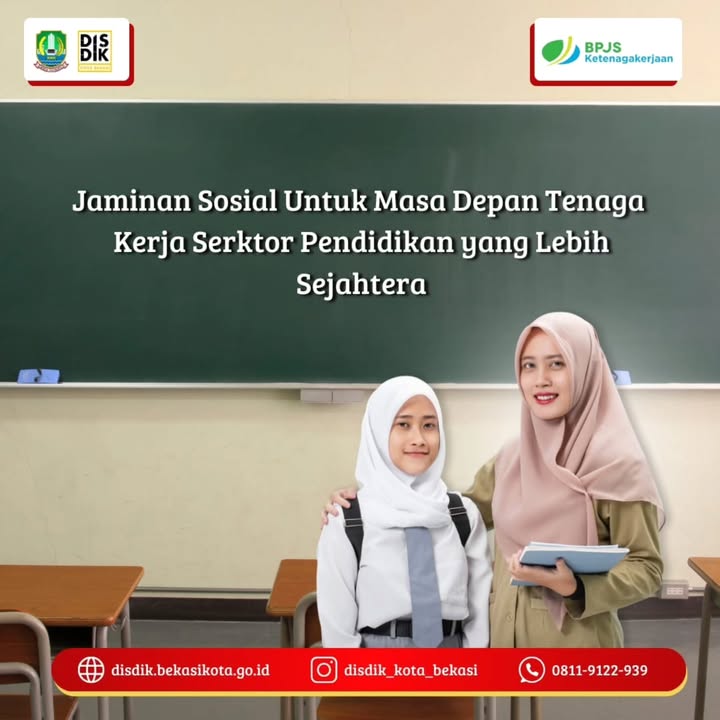 DIS
DIK
BPJS
Ketenagakerjaan
Jaminan Sosial Untuk Masa Depan Tenaga
Kerja Serktor Pendidikan yang Lebih
Sejahtera
disdik.bekasikota.go.id
disdik_kota_bekasi
0811-9122-939